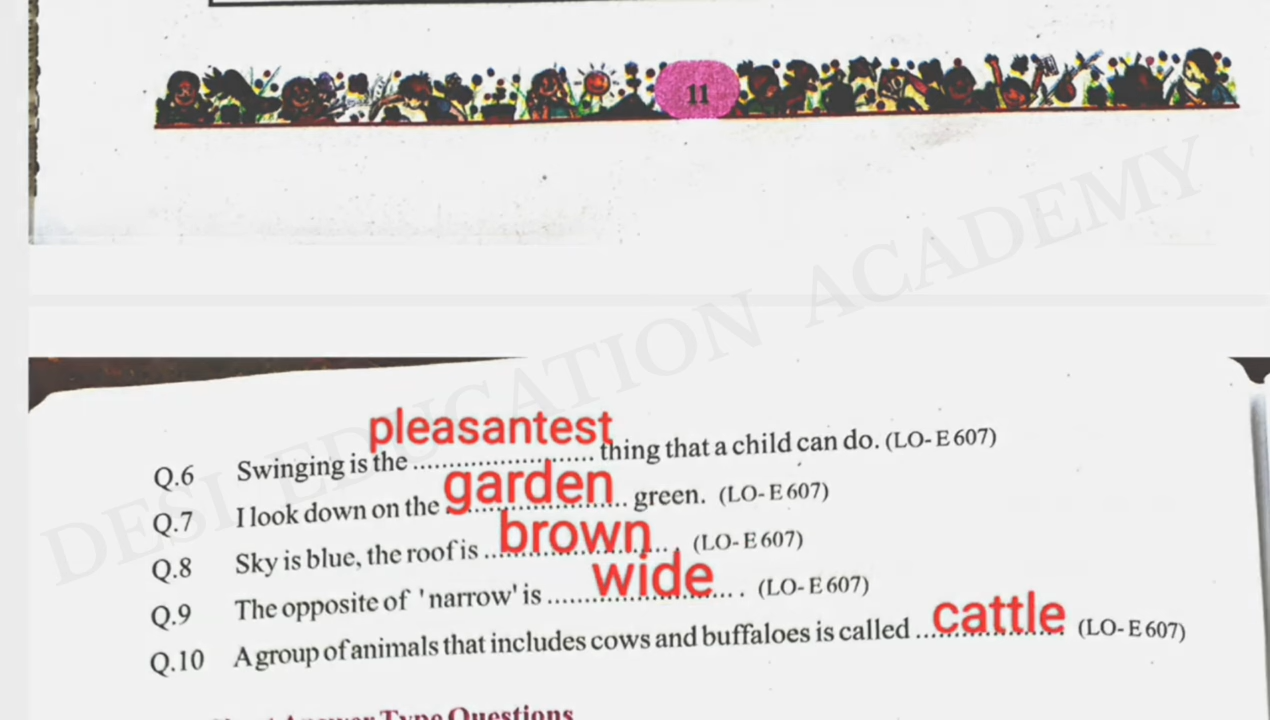 11
DESI EDUCATION ACADEMY
Q.6 Swinging is the pleasantest thing that a child can do. (LO- E 607)
Q.7 I look down on the garden green. (LO- E 607)
Q.8 Sky is blue, the roof is brown. (LO- E 607)
Q.9 The opposite of 'narrow' is wide. (LO- E 607)
Q.10 A group of animals that includes cows and buffaloes is called cattle (LO- E 607)
Answer Type Questions